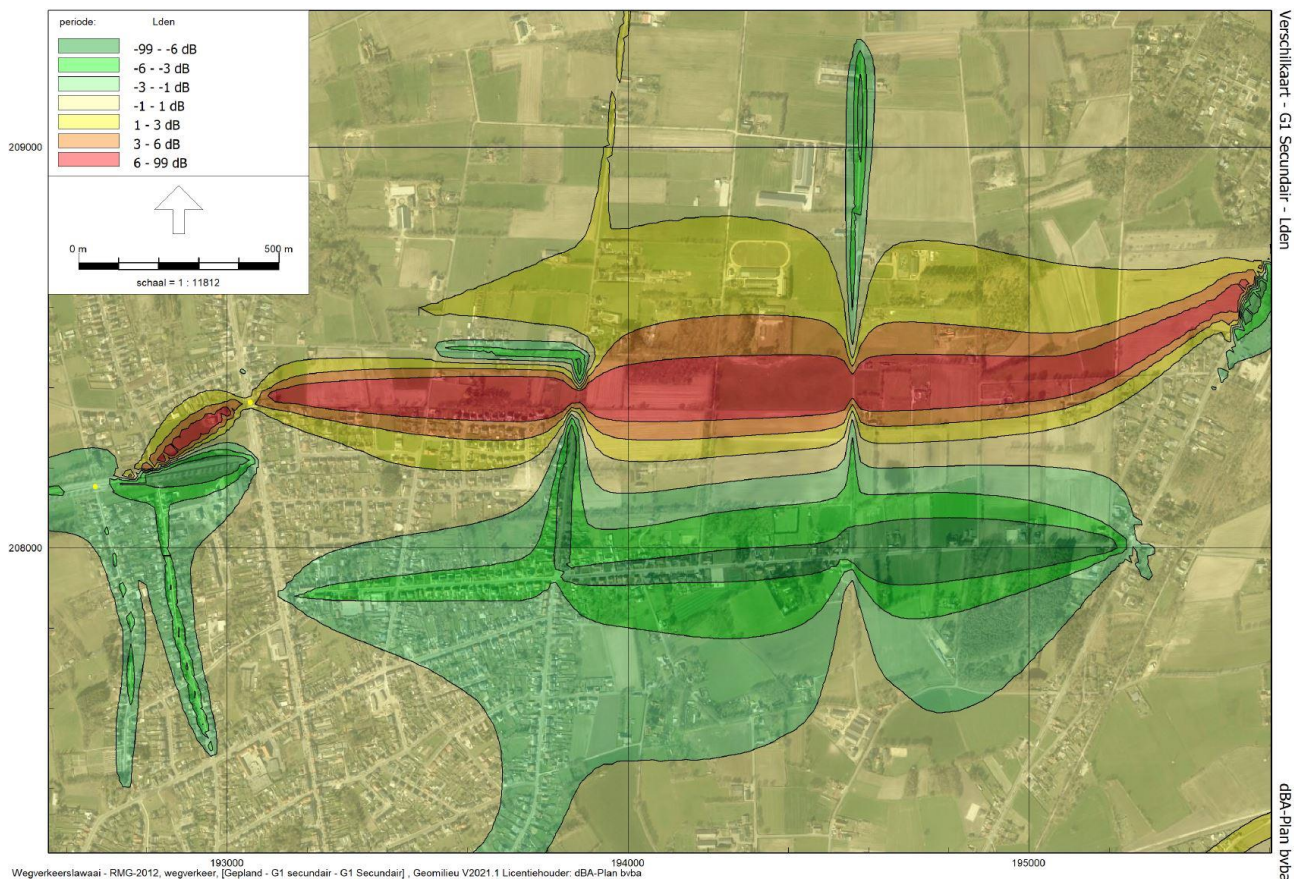 periode: Lden
-99 - -6 dB
-6 - -3 dB
-3 - -1 dB
-1 - 1 dB
1 - 3 dB
3 - 6 dB
6 - 99 dB
0 m 500 m
schaal = 1 : 11812
209000
208000
193000 194000 195000
Verschilkaart - G1 Secundair - Lden
dBA-Plan bvba
Wegverkeerslawaai - RMG-2012, wegverkeer, [Gepland - G1 secundair - G1 Secundair] , Geomilieu V2021.1 Licentiehouder: dBA-Plan bvba